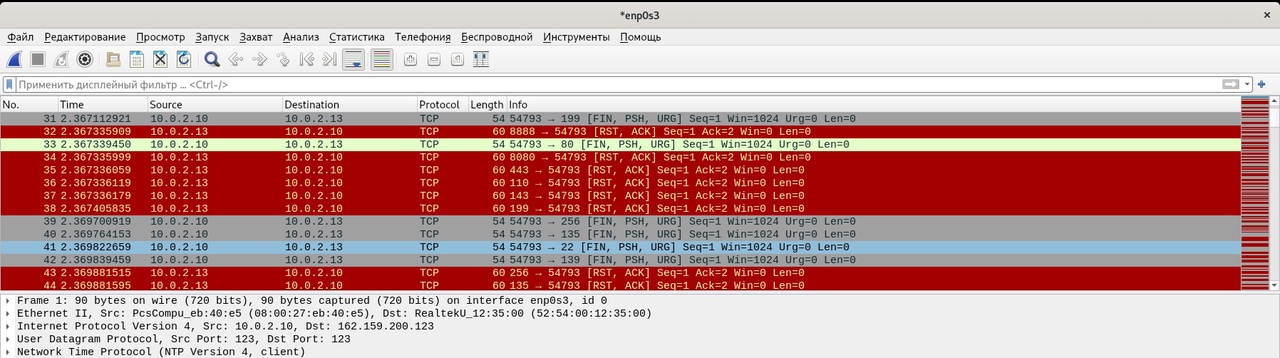 *enp0s3
Файл Редактирование Просмотр Запуск Захват Анализ Статистика Телефония Беспроводной Инструменты Помощь
Применить дисплейный фильтр ... <Ctrl-/>
No. Time Source Destination Protocol Length Info
31 2.367112921 10.0.2.10 10.0.2.13 TCP 54 54793 → 199 [FIN, PSH, URG] Seq=1 Win=1024 Urg=0 Len=0
32 2.367335909 10.0.2.13 10.0.2.10 TCP 60 8888 → 54793 [RST, ACK] Seq=1 Ack=2 Win=0 Len=0
33 2.367339450 10.0.2.10 10.0.2.13 TCP 54 54793 → 80 [FIN, PSH, URG] Seq=1 Win=1024 Urg=0 Len=0
34 2.367335999 10.0.2.13 10.0.2.10 TCP 60 8080 → 54793 [RST, ACK] Seq=1 Ack=2 Win=0 Len=0
35 2.367336059 10.0.2.13 10.0.2.10 TCP 60 443 → 54793 [RST, ACK] Seq=1 Ack=2 Win=0 Len=0
36 2.367336119 10.0.2.13 10.0.2.10 TCP 60 110 → 54793 [RST, ACK] Seq=1 Ack=2 Win=0 Len=0
37 2.367336179 10.0.2.13 10.0.2.10 TCP 60 143 → 54793 [RST, ACK] Seq=1 Ack=2 Win=0 Len=0
38 2.367405835 10.0.2.13 10.0.2.10 TCP 60 199 → 54793 [RST, ACK] Seq=1 Ack=2 Win=0 Len=0
39 2.369700919 10.0.2.10 10.0.2.13 TCP 54 54793 → 256 [FIN, PSH, URG] Seq=1 Win=1024 Urg=0 Len=0
40 2.369764153 10.0.2.10 10.0.2.13 TCP 54 54793 → 135 [FIN, PSH, URG] Seq=1 Win=1024 Urg=0 Len=0
41 2.369822659 10.0.2.10 10.0.2.13 TCP 54 54793 → 22 [FIN, PSH, URG] Seq=1 Win=1024 Urg=0 Len=0
42 2.369839459 10.0.2.10 10.0.2.13 TCP 54 54793 → 139 [FIN, PSH, URG] Seq=1 Win=1024 Urg=0 Len=0
43 2.369881515 10.0.2.13 10.0.2.10 TCP 60 256 → 54793 [RST, ACK] Seq=1 Ack=2 Win=0 Len=0
44 2.369881595 10.0.2.13 10.0.2.10 TCP 60 135 → 54793 [RST, ACK] Seq=1 Ack=2 Win=0 Len=0
Frame 1: 90 bytes on wire (720 bits), 90 bytes captured (720 bits) on interface enp0s3, id 0
Ethernet II, Src: PcsCompu_eb:40:e5 (08:00:27:eb:40:e5), Dst: RealtekU_12:35:00 (52:54:00:12:35:00)
Internet Protocol Version 4, Src: 10.0.2.10, Dst: 162.159.200.123
User Datagram Protocol, Src Port: 123, Dst Port: 123
Network Time Protocol (NTP Version 4, client)